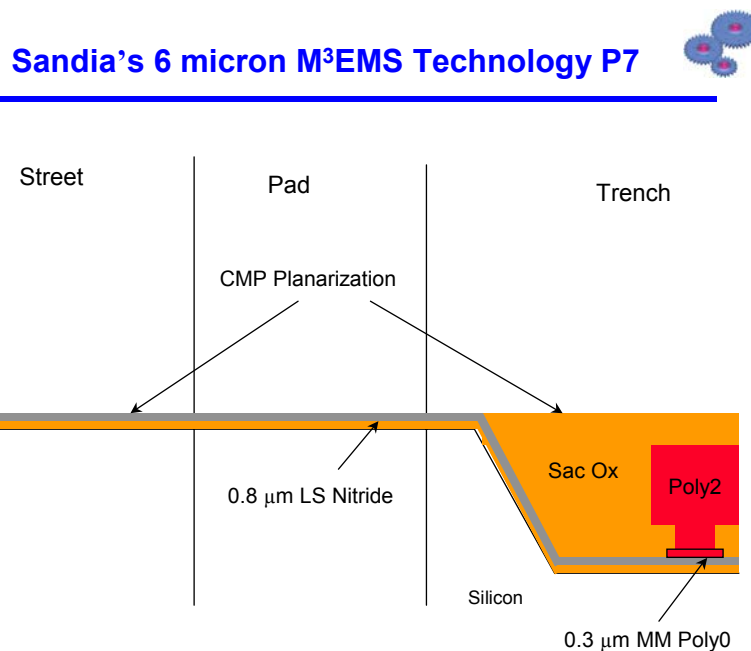 Sandia's 6 micron M³EMS Technology P7
Street
Pad
Trench
CMP Planarization
Sac Ox
Poly2
0.8 μm LS Nitride
Silicon
0.3 μm MM Poly0